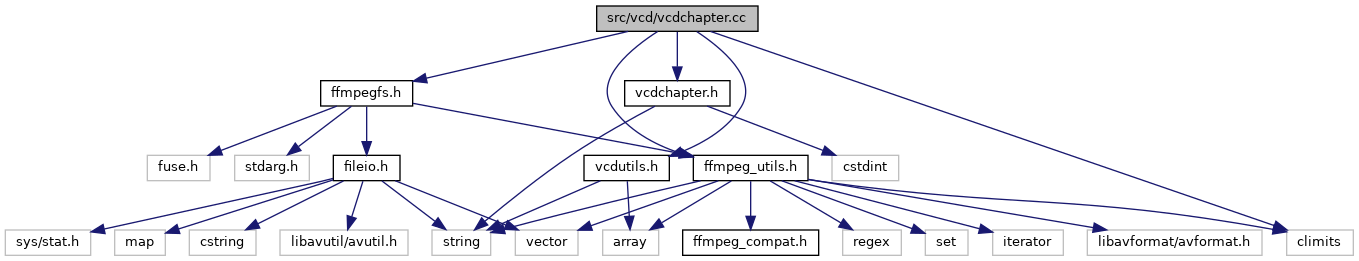 src/vcd/vcdchapter.cc
ffmpegfs.h
vcdchapter.h
fuse.h
stdarg.h
fileio.h
vcdutils.h
ffmpeg_utils.h
cstdint
sys/stat.h
map
cstring
libavutil/avutil.h
string
vector
array
ffmpeg_compat.h
regex
set
iterator
libavformat/avformat.h
climits